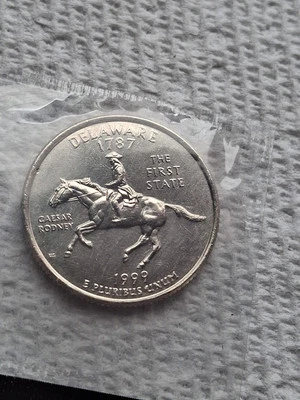 DELAWARE
1787
THE
FIRST
STATE
CAESAR
RODNEY
1999
E PLURIBUS UNUM